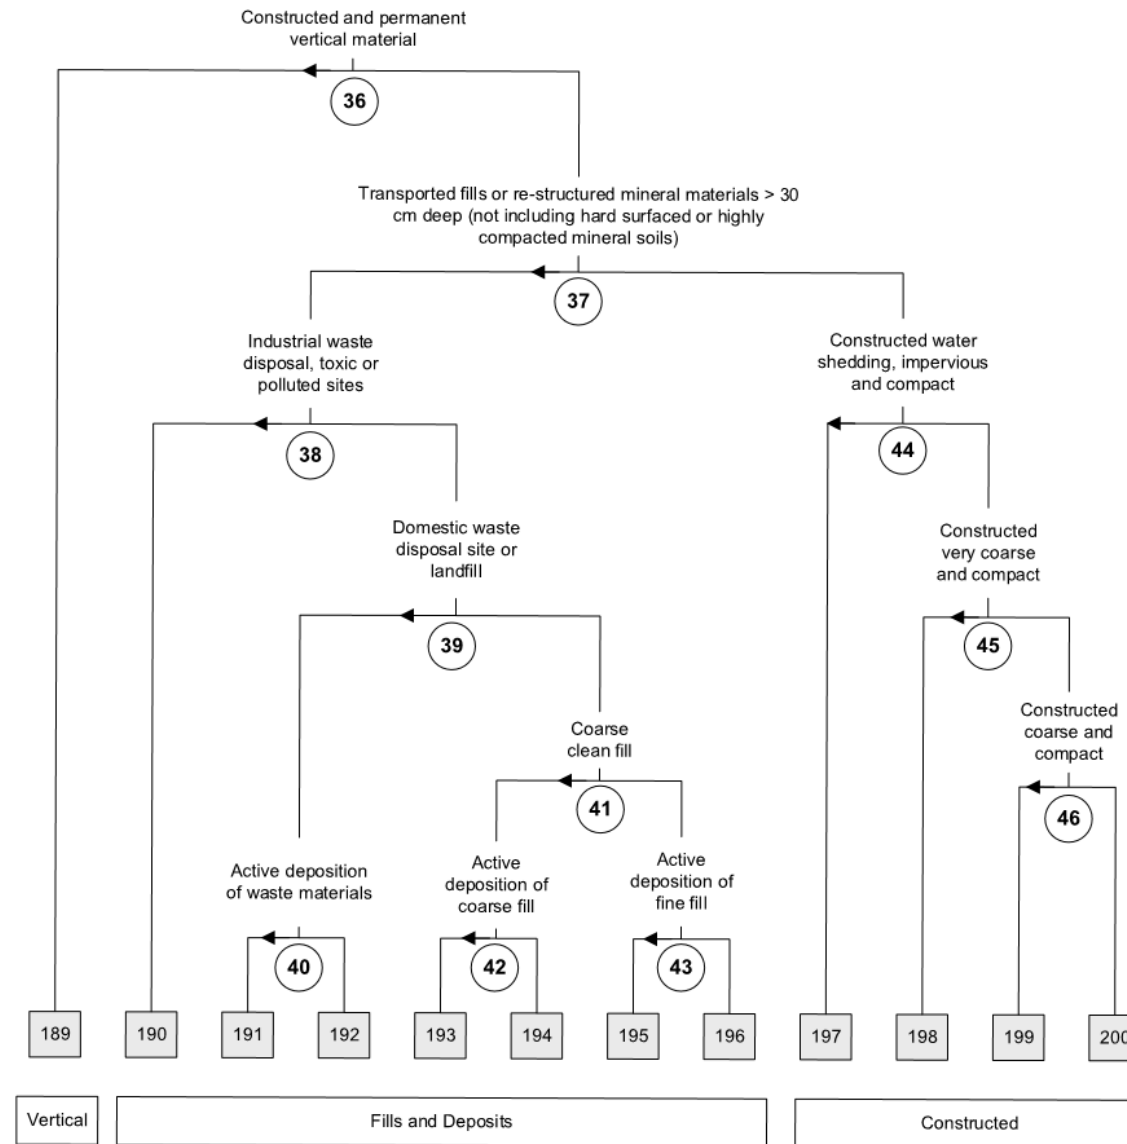 Constructed and permanent
vertical material
36
Transported fills or re-structured mineral materials > 30
cm deep (not including hard surfaced or highly
compacted mineral soils)
37
Industrial waste
disposal, toxic or
polluted sites
38
Constructed water
shedding, impervious
and compact
44
Domestic waste
disposal site or
landfill
39
Constructed
very coarse
and compact
45
Coarse
clean fill
41
Constructed
coarse and
compact
46
Active deposition
of waste materials
40
Active
deposition of
coarse fill
42
Active
deposition of
fine fill
43
189 190 191 192 193 194 195 196 197 198 199 200
Vertical
Fills and Deposits
Constructed